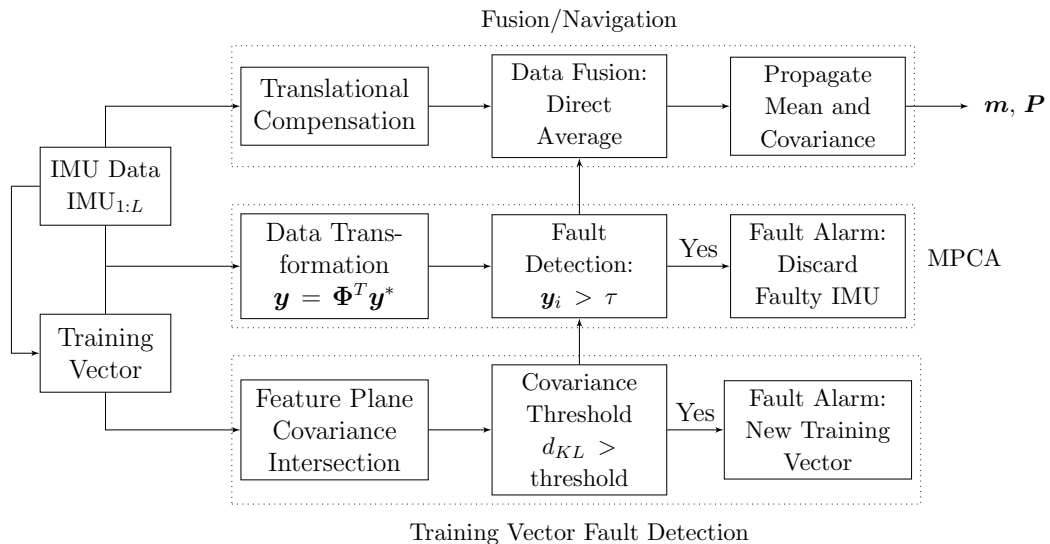 Fusion/Navigation
Translational
Compensation
Data Fusion:
Direct
Average
Propagate
Mean and
Covariance
m, P
IMU Data
IMU₁:L
Data Trans-
formation
y = Φᵀy*
Fault
Detection:
yᵢ > τ
Yes
Fault Alarm:
Discard
Faulty IMU
MPCA
Training
Vector
Feature Plane
Covariance
Intersection
Covariance
Threshold
d_KL >
threshold
Yes
Fault Alarm:
New Training
Vector
Training Vector Fault Detection